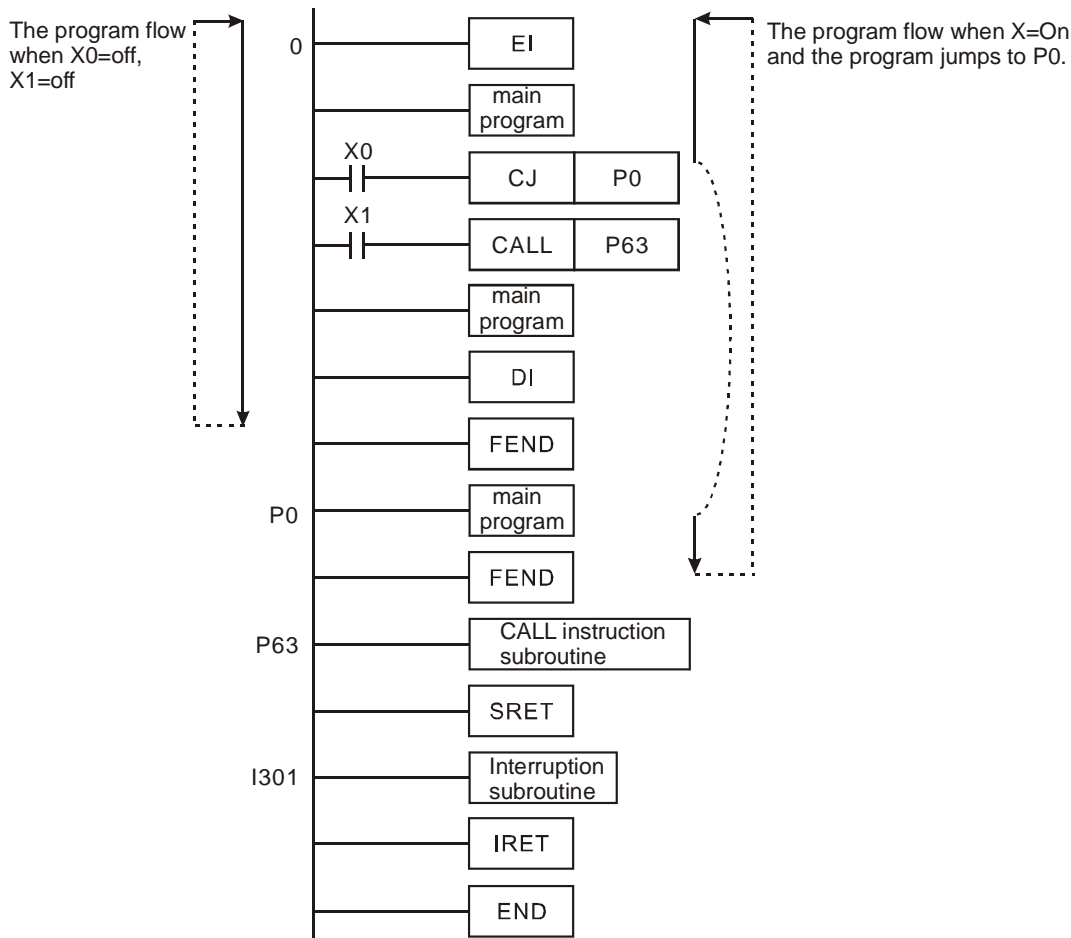 The program flow
when X0=off,
X1=off
The program flow when X=On
and the program jumps to P0.
0
EI
main
program
X0
CJ P0
X1
CALL P63
main
program
DI
FEND
P0
main
program
FEND
P63
CALL instruction
subroutine
SRET
I301
Interruption
subroutine
IRET
END